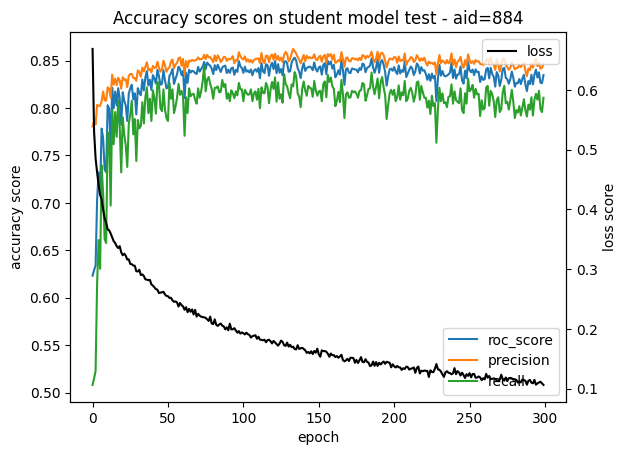 Accuracy scores on student model test - aid=884
loss
accuracy score
0.85
0.80
0.75
0.70
0.65
0.60
0.55
0.50
0.6
0.5
0.4
0.3
0.2
0.1
loss score
roc_score
precision
recall
0
50
100
150
200
250
300
epoch